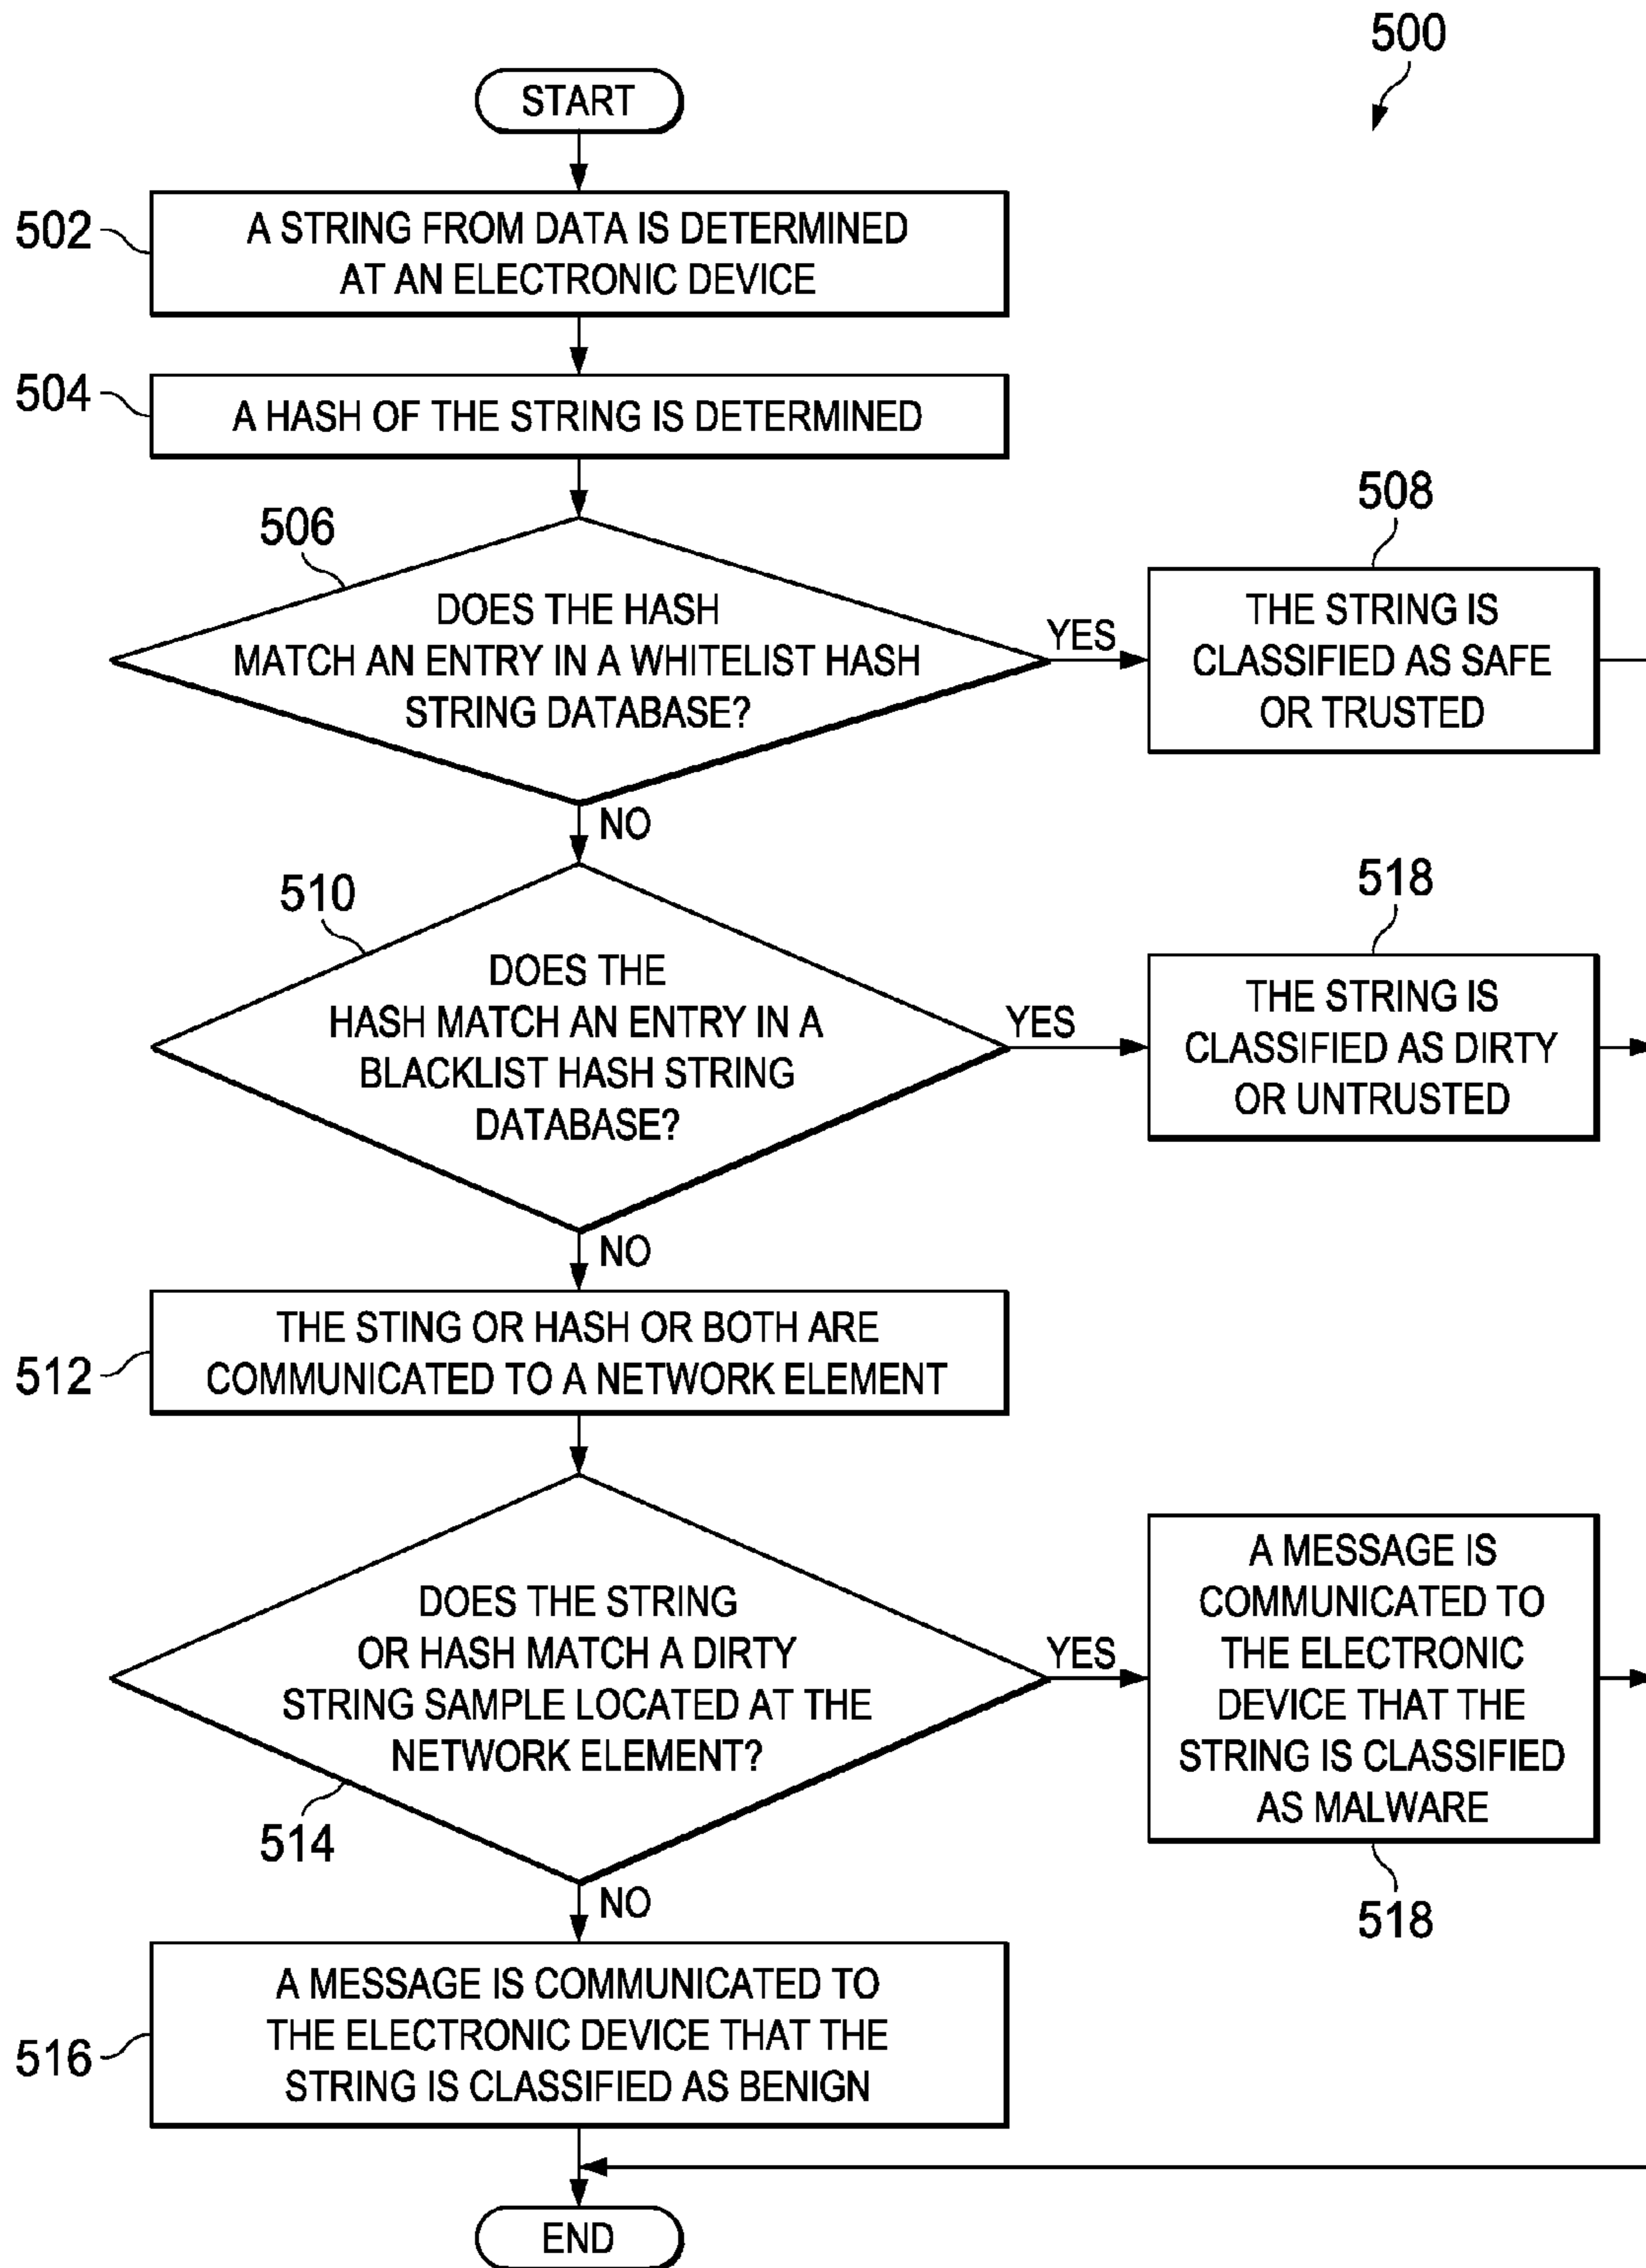 500
START
502
A STRING FROM DATA IS DETERMINED
AT AN ELECTRONIC DEVICE
504
A HASH OF THE STRING IS DETERMINED
506
DOES THE HASH
MATCH AN ENTRY IN A WHITELIST HASH
STRING DATABASE?
YES
508
THE STRING IS
CLASSIFIED AS SAFE
OR TRUSTED
NO
510
DOES THE
HASH MATCH AN ENTRY IN A
BLACKLIST HASH STRING
DATABASE?
YES
518
THE STRING IS
CLASSIFIED AS DIRTY
OR UNTRUSTED
NO
512
THE STING OR HASH OR BOTH ARE
COMMUNICATED TO A NETWORK ELEMENT
DOES THE STRING
OR HASH MATCH A DIRTY
STRING SAMPLE LOCATED AT THE
NETWORK ELEMENT?
514
YES
A MESSAGE IS
COMMUNICATED TO
THE ELECTRONIC
DEVICE THAT THE
STRING IS CLASSIFIED
AS MALWARE
518
NO
516
A MESSAGE IS COMMUNICATED TO
THE ELECTRONIC DEVICE THAT THE
STRING IS CLASSIFIED AS BENIGN
END